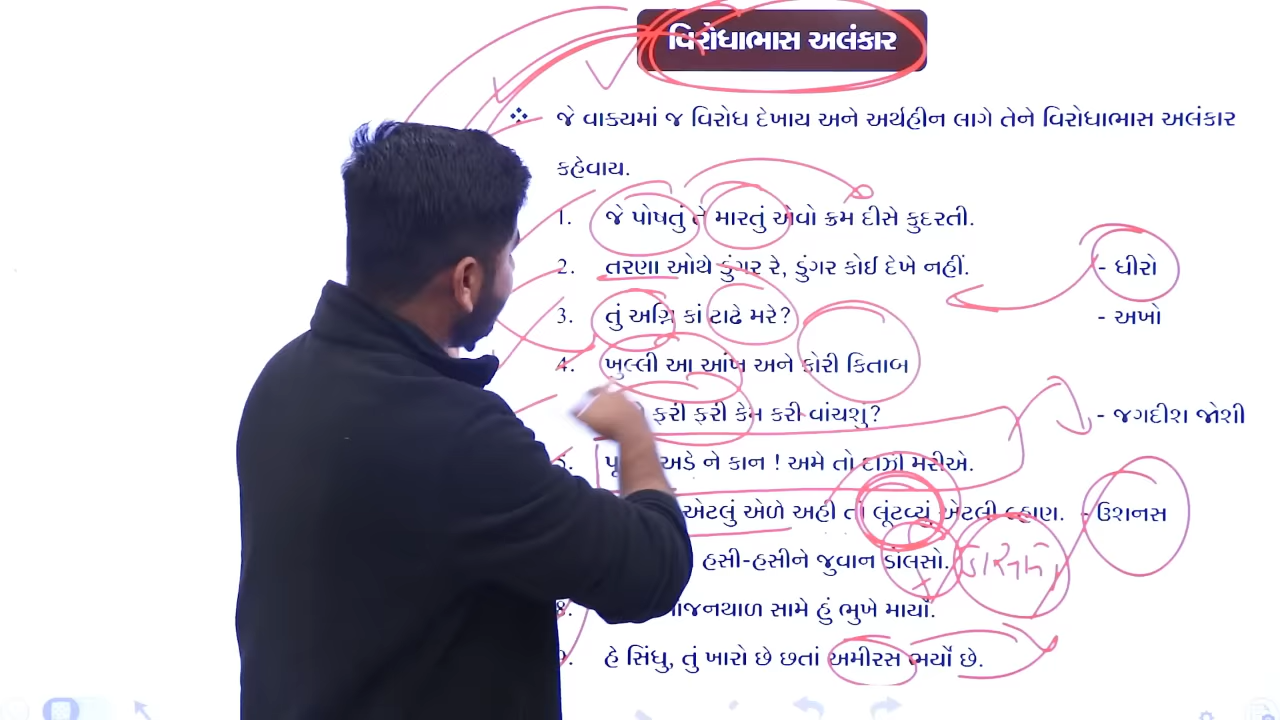 વિરોધાભાસ અલંકાર
❖ જે વાક્યમાં જ વિરોધ દેખાય અને અર્થહીન લાગે તેને વિરોધાભાસ અલંકાર
કહેવાય.
1. જે પોષતું તે મારતું એવો ક્રમ દીસે કુદરતી.
2. તરણા ઓથે ડુંગર રે, ડુંગર કોઈ દેખે નહીં. - ધીરો
3. તું અગ્નિ કાં ટાઢે મરે? - અખો
4. ખુલ્લી આ આંખ અને કોરી કિતાબ
ફરી ફરી કેમ કરી વાંચશું? - જગદીશ જોશી
અડે ને કાન ! અમે તો દાઝી મરીએ.
એટલું એળે અહીં તો લૂંટવ્યું એટલી લ્હાણ. - ઉશનસ
હસી-હસીને જુવાન ડોલસો.
8. સામે હું ભુખે માર્યો.
9. હે સિંધુ, તું ખારો છે છતાં અમીરસ ભર્યો છે.